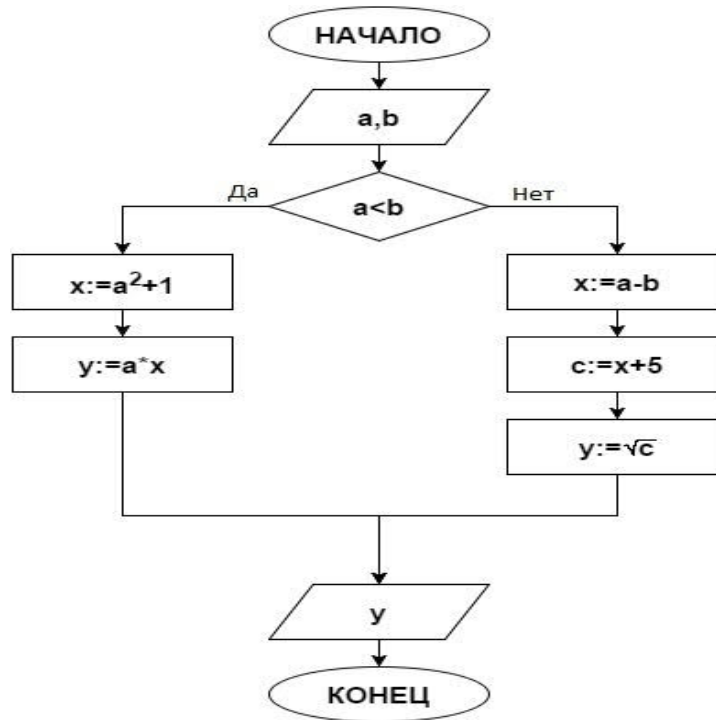 НАЧАЛО
a,b
a<b
Да
Нет
x:=a²+1
y:=a*x
x:=a-b
c:=x+5
y:=√c
y
КОНЕЦ